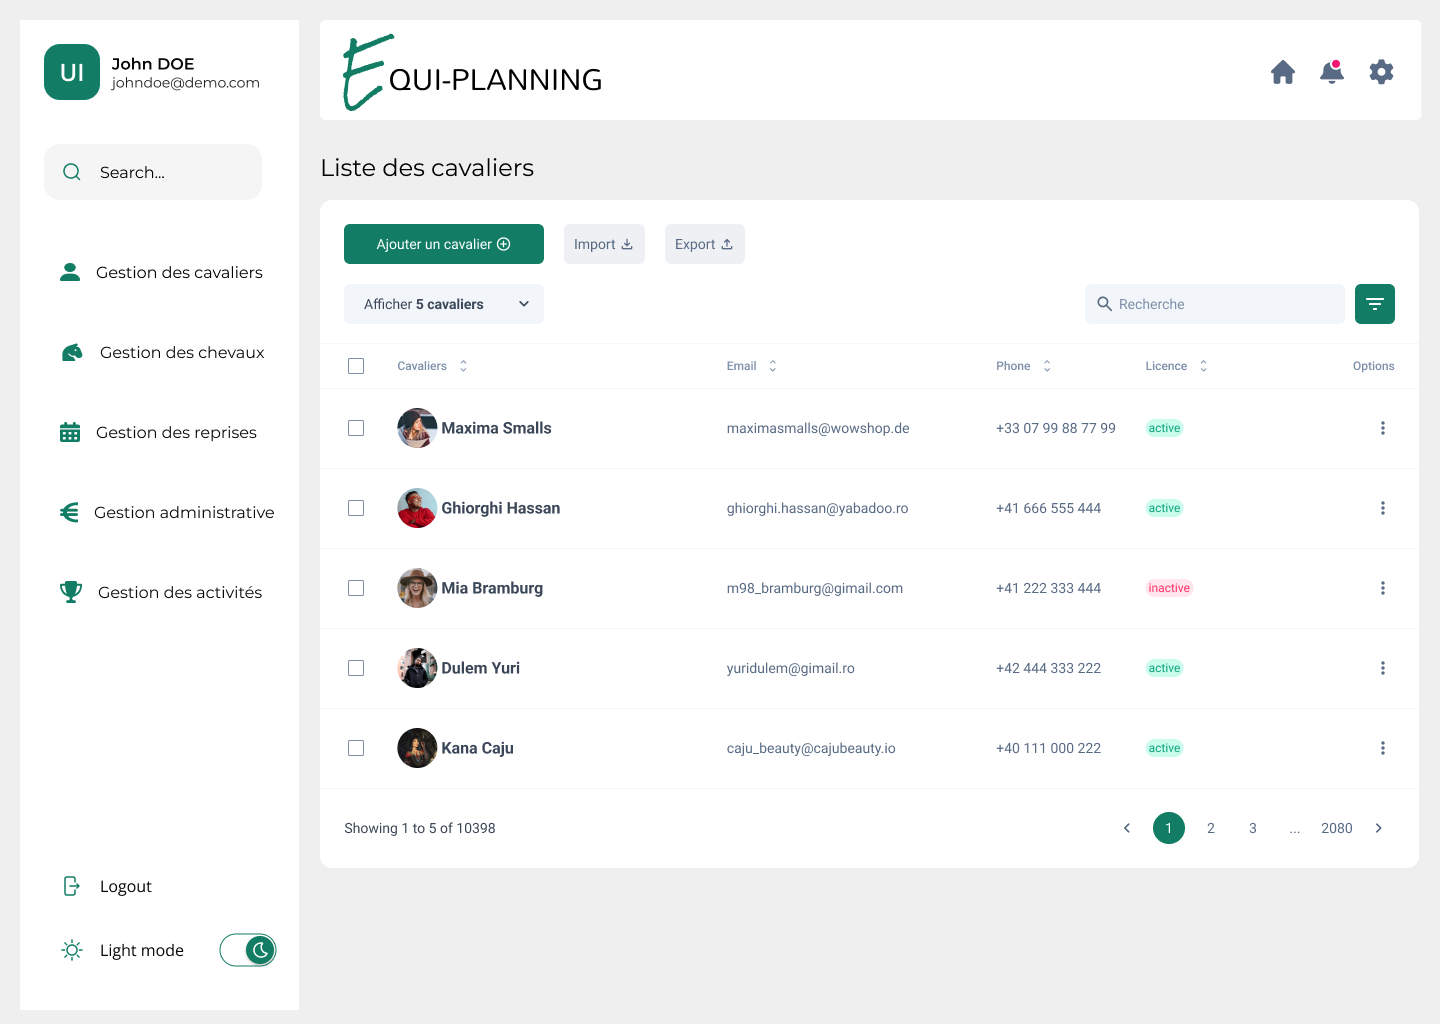 UI
John DOE
johndoe@demo.com
Search...
Gestion des cavaliers
Gestion des chevaux
Gestion des reprises
Gestion administrative
Gestion des activités
Logout
Light mode
EQUI-PLANNING
Liste des cavaliers
Ajouter un cavalier
Import
Export
Afficher 5 cavaliers
Recherche
Cavaliers Email Phone Licence Options
Maxima Smalls maximasmalls@wowshop.de +33 07 99 88 77 99 active
Ghiorghi Hassan ghiorghi.hassan@yabadoo.ro +41 666 555 444 active
Mia Bramburg m98_bramburg@gimail.com +41 222 333 444 inactive
Dulem Yuri yuridulem@gimail.ro +42 444 333 222 active
Kana Caju caju_beauty@cajubeauty.io +40 111 000 222 active
Showing 1 to 5 of 10398 1 2 3 ... 2080